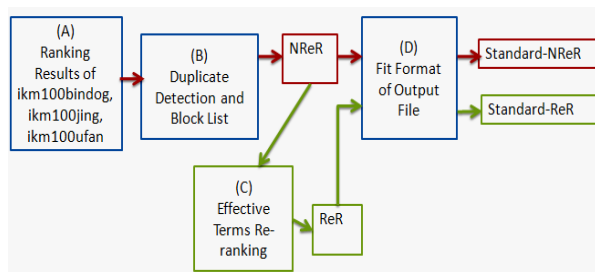 (A)
Ranking
Results of
ikm100bindog,
ikm100jing,
ikm100ufan
(B)
Duplicate
Detection and
Block List
NReR
(D)
Fit Format
of Output
File
Standard-NReR
Standard-ReR
(C)
Effective
Terms Re-
ranking
ReR